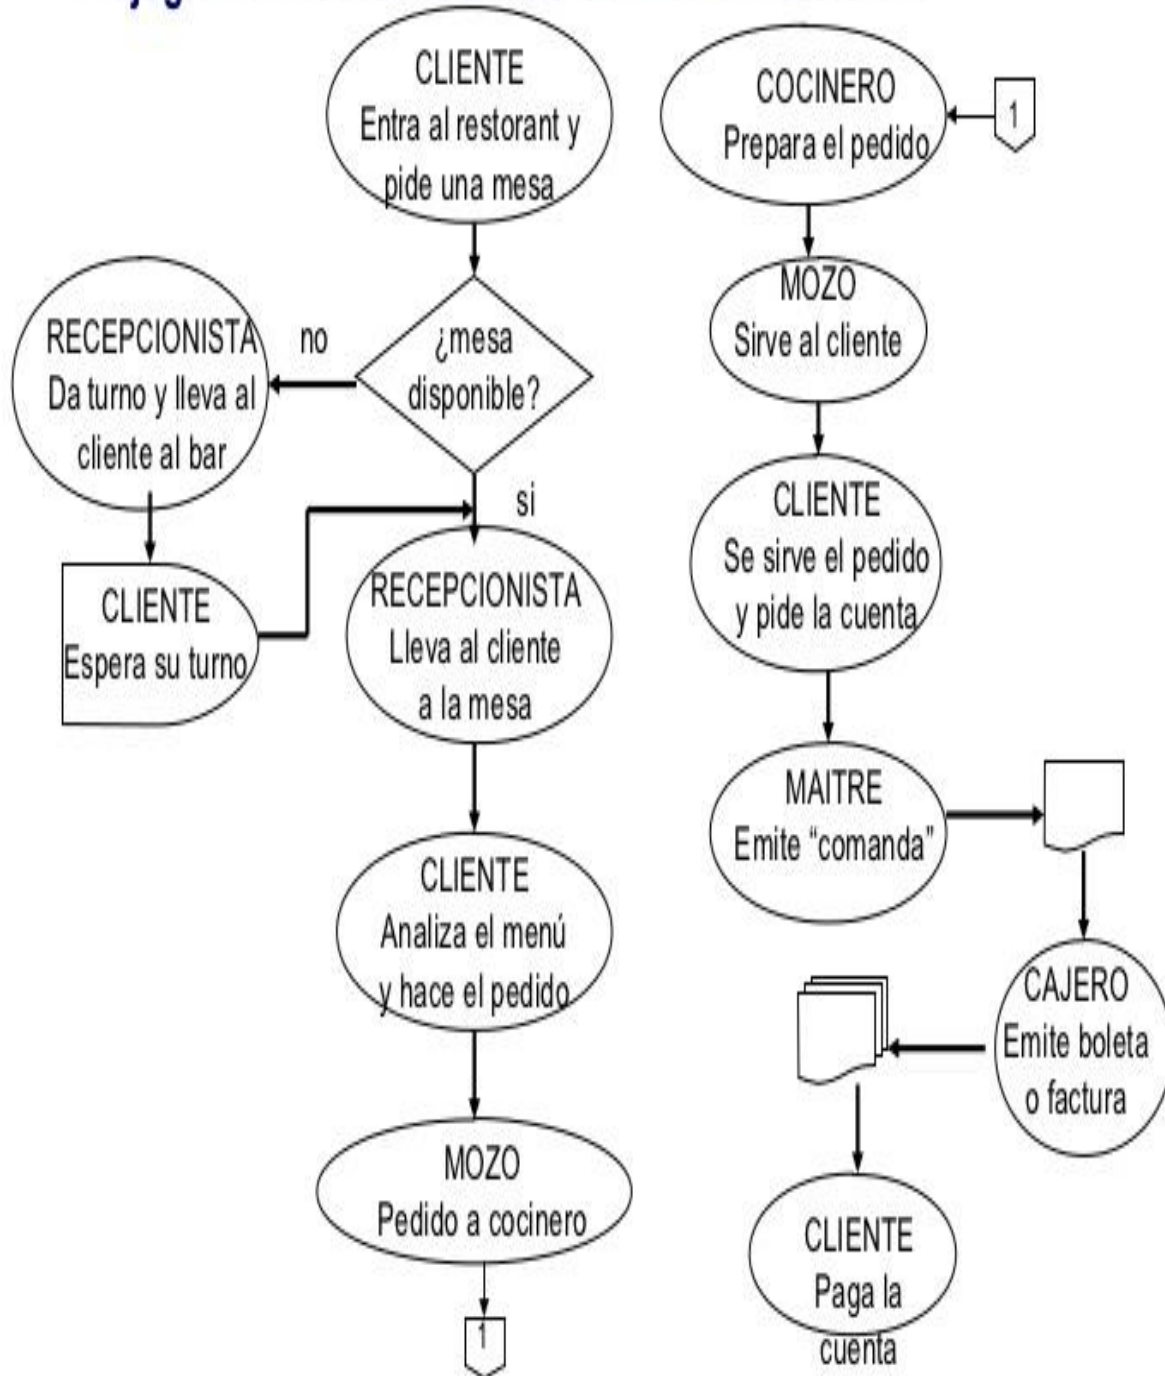 CLIENTE
Entra al restorant y
pide una mesa
¿mesa
disponible?
no
RECEPCIONISTA
Da turno y lleva al
cliente al bar
CLIENTE
Espera su turno
si
RECEPCIONISTA
Lleva al cliente
a la mesa
CLIENTE
Analiza el menú
y hace el pedido
MOZO
Pedido a cocinero
1
COCINERO
Prepara el pedido
1
MOZO
Sirve al cliente
CLIENTE
Se sirve el pedido
y pide la cuenta
MAITRE
Emite “comanda”
CAJERO
Emite boleta
o factura
CLIENTE
Paga la
cuenta